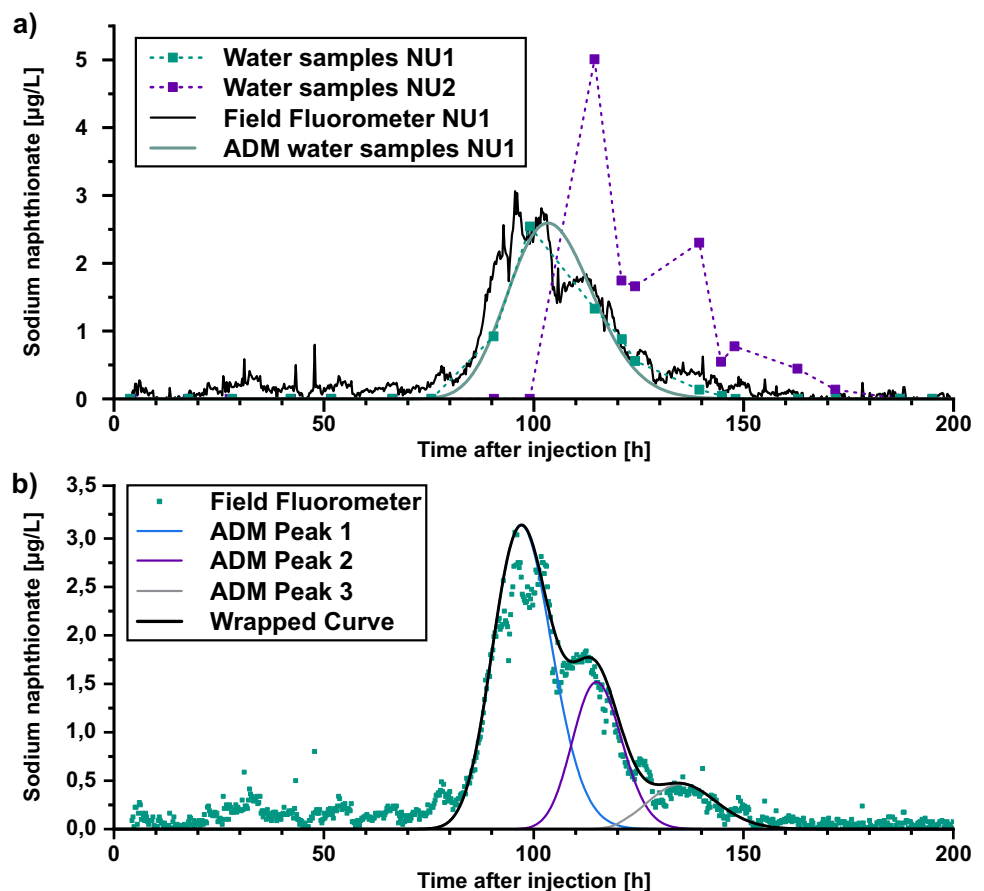 a)
Sodium naphthionate [µg/L]
5
4
3
2
1
0
Water samples NU1
Water samples NU2
Field Fluorometer NU1
ADM water samples NU1
0 50 100 150 200
Time after injection [h]
b)
Sodium naphthionate [µg/L]
3,5
3,0
2,5
2,0
1,5
1,0
0,5
0,0
Field Fluorometer
ADM Peak 1
ADM Peak 2
ADM Peak 3
Wrapped Curve
0 50 100 150 200
Time after injection [h]